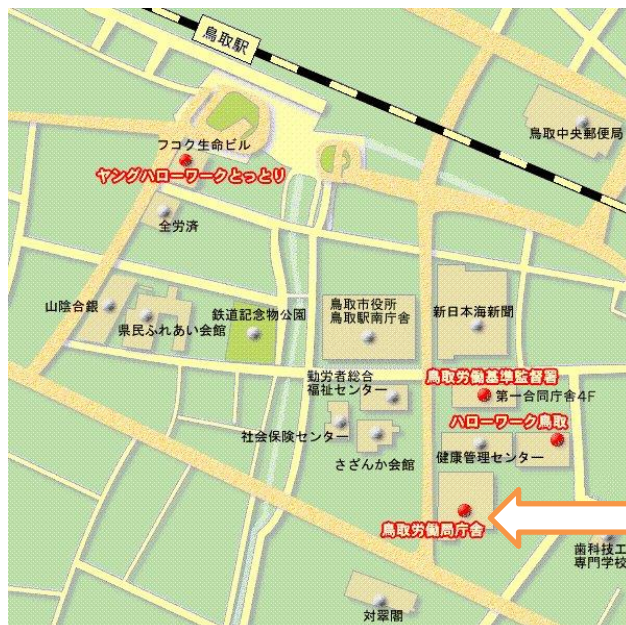 鳥取駅
鳥取中央郵便局
フコク生命ビル
ヤングハローワークとっとり
全労済
山陰合銀
県民ふれあい会館
鉄道記念物公園
鳥取市役所
鳥取駅南庁舎
新日本海新聞
勤労者総合
福祉センター
鳥取労働基準監督署
第一合同庁舎4F
ハローワーク鳥取
社会保険センター
さざんか会館
健康管理センター
鳥取労働局庁舎
歯科技工
専門学校
対翠閣